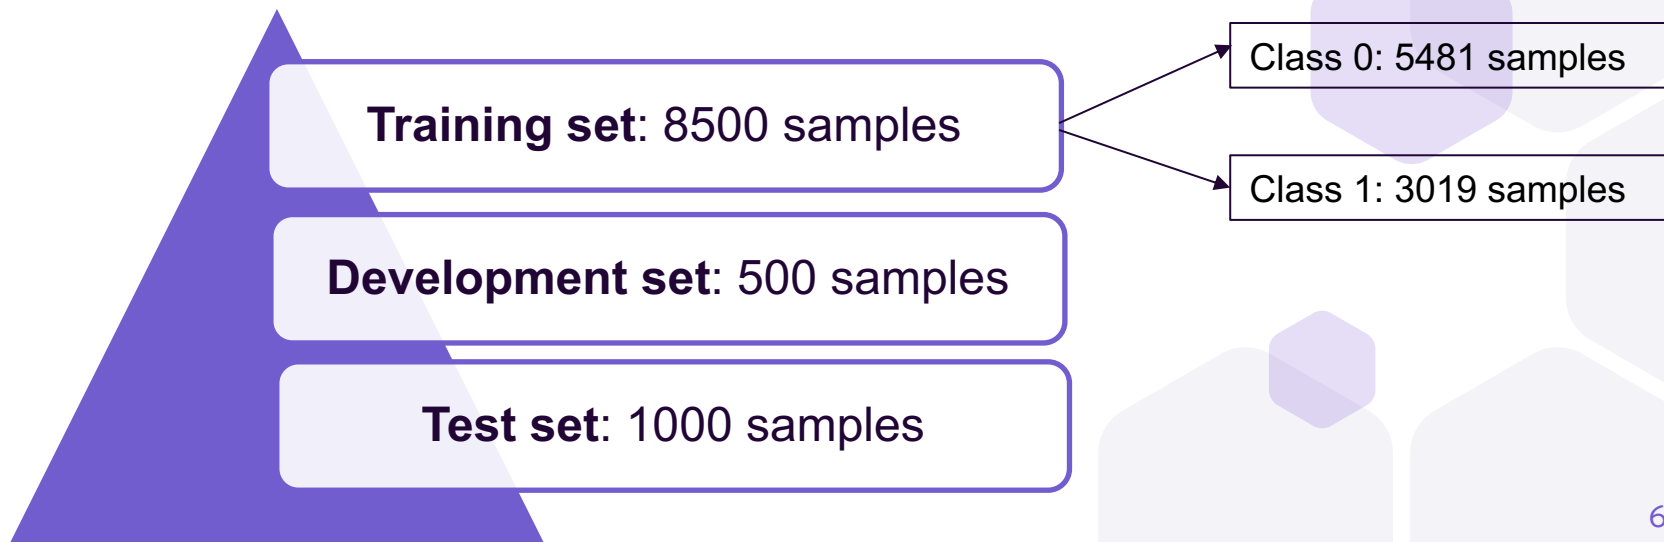 Training set: 8500 samples
Class 0: 5481 samples
Class 1: 3019 samples
Development set: 500 samples
Test set: 1000 samples
6